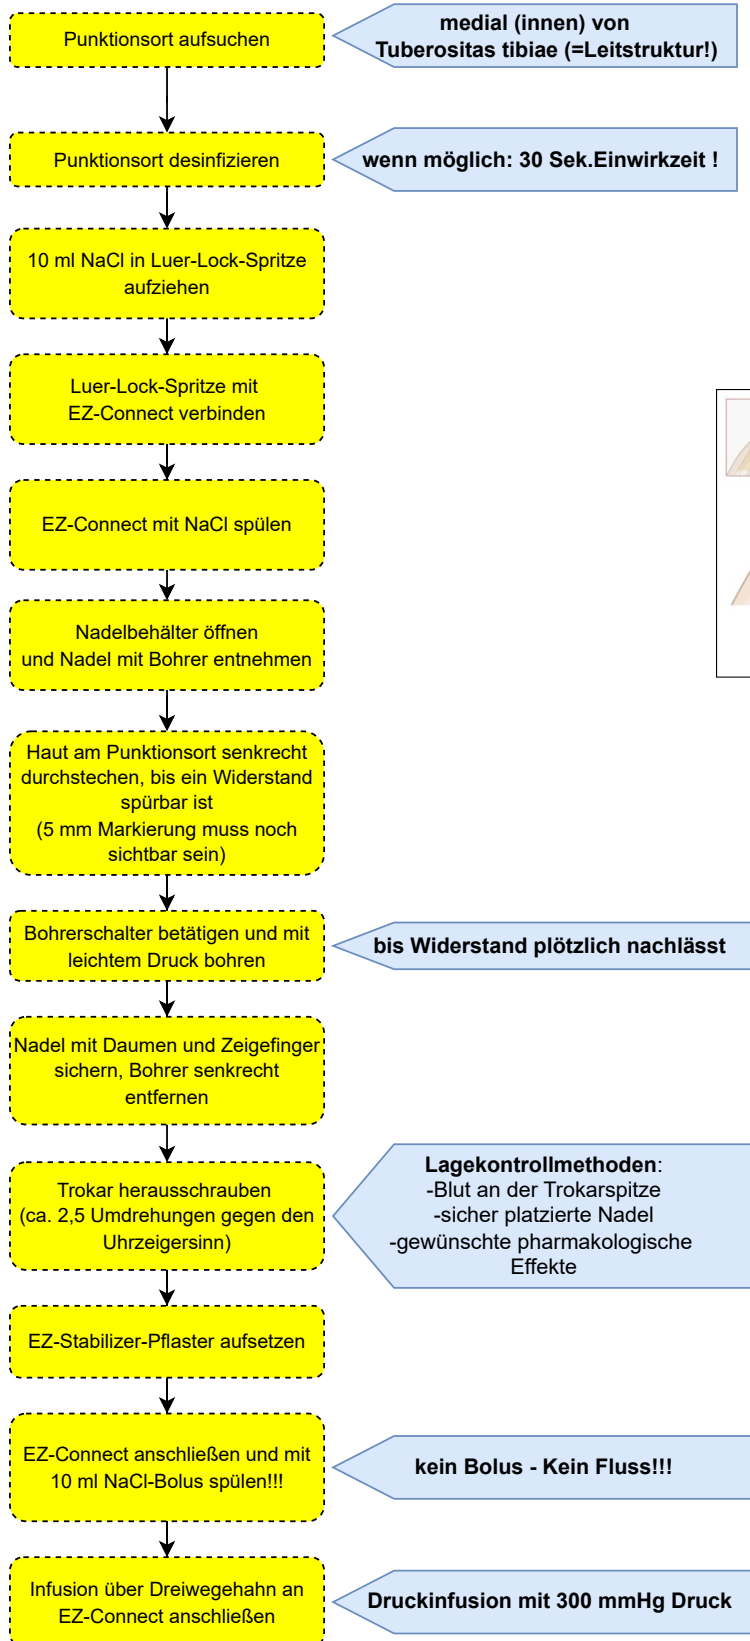 Punktionsort aufsuchen
medial (innen) von
Tuberositas tibiae (=Leitstruktur!)
Punktionsort desinfizieren
wenn möglich: 30 Sek.Einwirkzeit !
10 ml NaCl in Luer-Lock-Spritze
aufziehen
Luer-Lock-Spritze mit
EZ-Connect verbinden
EZ-Connect mit NaCl spülen
Nadelbehälter öffnen
und Nadel mit Bohrer entnehmen
Haut am Punktionsort senkrecht
durchstechen, bis ein Widerstand
spürbar ist
(5 mm Markierung muss noch
sichtbar sein)
Bohrerschalter betätigen und mit
leichtem Druck bohren
bis Widerstand plötzlich nachlässt
Nadel mit Daumen und Zeigefinger
sichern, Bohrer senkrecht
entfernen
Trokar herausschrauben
(ca. 2,5 Umdrehungen gegen den
Uhrzeigersinn)
Lagekontrollmethoden:
-Blut an der Trokarspitze
-sicher platzierte Nadel
-gewünschte pharmakologische
Effekte
EZ-Stabilizer-Pflaster aufsetzen
EZ-Connect anschließen und mit
10 ml NaCl-Bolus spülen!!!
kein Bolus - Kein Fluss!!!
Infusion über Dreiwegehahn an
EZ-Connect anschließen
Druckinfusion mit 300 mmHg Druck